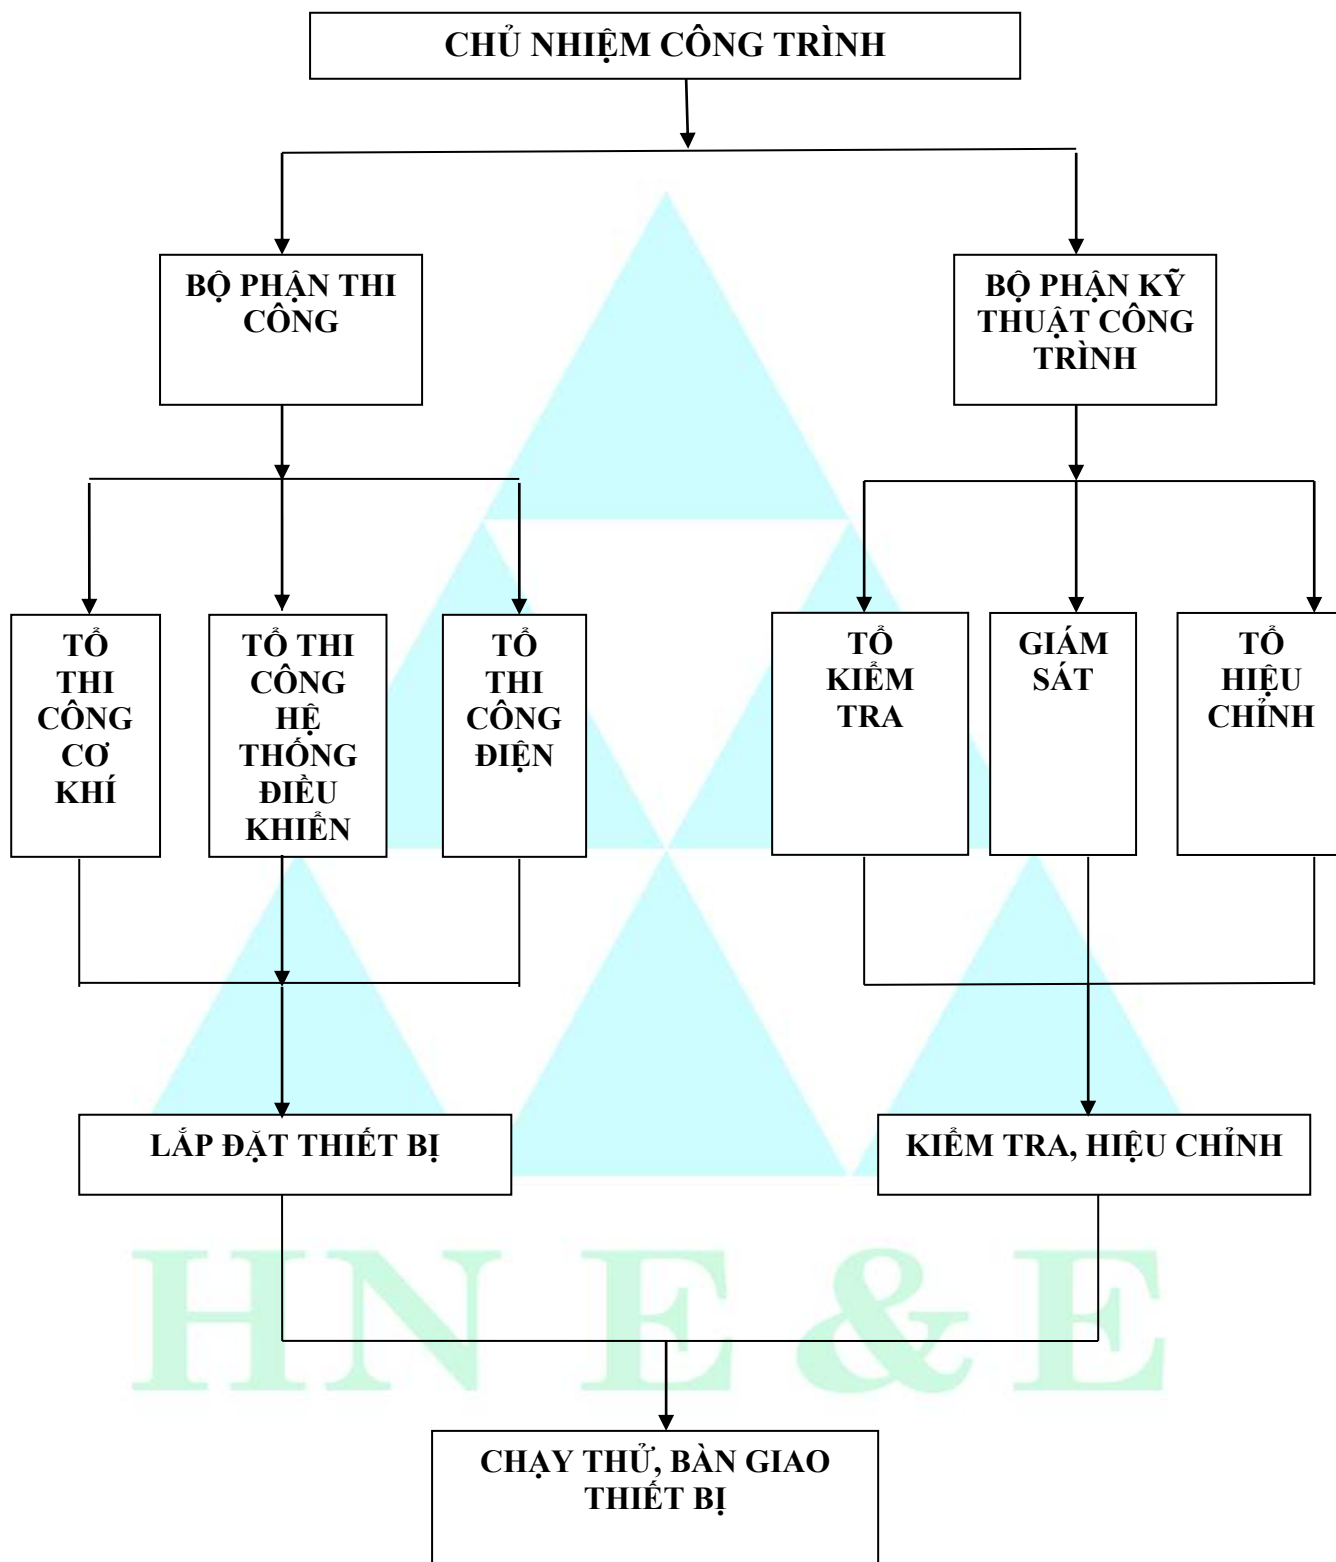 CHỦ NHIỆM CÔNG TRÌNH
BỘ PHẬN THI
CÔNG
BỘ PHẬN KỸ
THUẬT CÔNG
TRÌNH
TỔ
THI
CÔNG
CƠ
KHÍ
TỔ THI
CÔNG
HỆ
THỐNG
ĐIỀU
KHIỂN
TỔ
THI
CÔNG
ĐIỆN
TỔ
KIỂM
TRA
GIÁM
SÁT
TỔ
HIỆU
CHỈNH
LẮP ĐẶT THIẾT BỊ
KIỂM TRA, HIỆU CHỈNH
HN E & E
CHẠY THỬ, BÀN GIAO
THIẾT BỊ